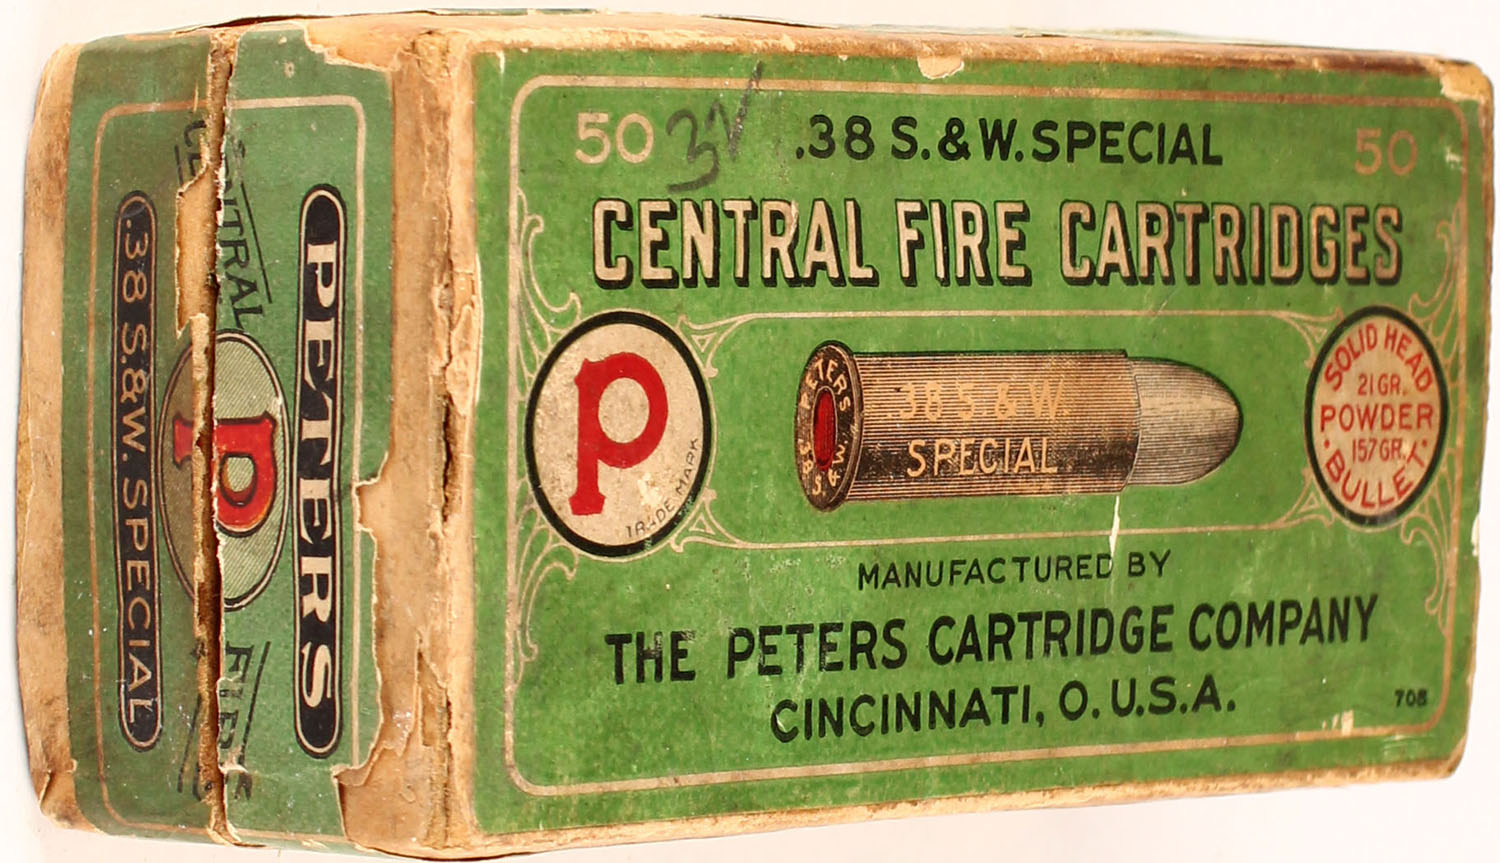 50 .38 S.&W. SPECIAL 50
CENTRAL FIRE CARTRIDGES
P
TRADE MARK
PETERS
38 S.&W.
38 S.&W.
SPECIAL
SOLID HEAD
21 GR.
POWDER
157 GR.
BULLET
MANUFACTURED BY
THE PETERS CARTRIDGE COMPANY
CINCINNATI, O. U.S.A.
708
PETERS
CENTRAL P FIRE
.38 S.&W. SPECIAL